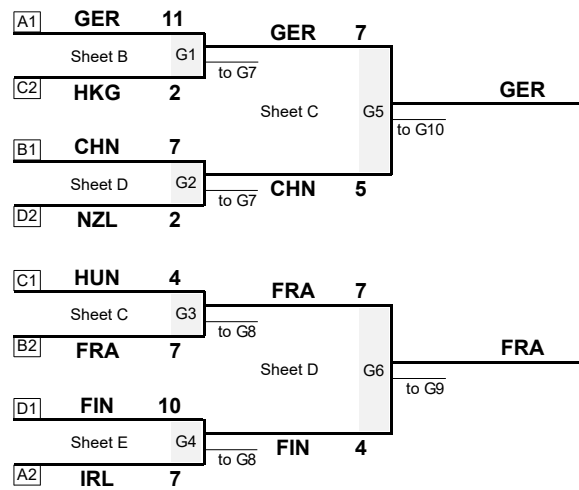 A1 GER 11
Sheet B G1
C2 HKG 2
to G7
GER 7
Sheet C G5
GER
to G10
B1 CHN 7
Sheet D G2
D2 NZL 2
to G7
CHN 5
C1 HUN 4
Sheet C G3
B2 FRA 7
to G8
FRA 7
Sheet D G6
FRA
to G9
D1 FIN 10
Sheet E G4
A2 IRL 7
to G8
FIN 4